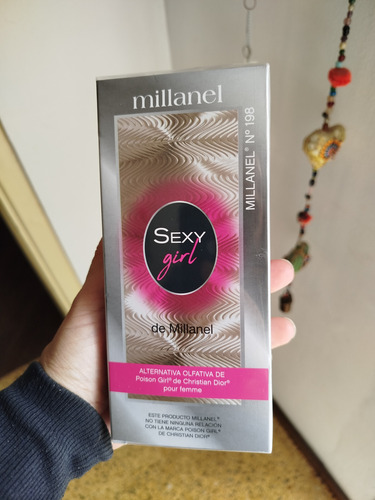 millanel
MILLANEL® Nº 198
SEXY
girl
de Millanel
ALTERNATIVA OLFATIVA DE
Poison Girl® de Christian Dior®
pour femme
ESTE PRODUCTO MILLANEL®
NO TIENE NINGUNA RELACIÓN
CON LA MARCA POISON GIRL®
DE CHRISTIAN DIOR®